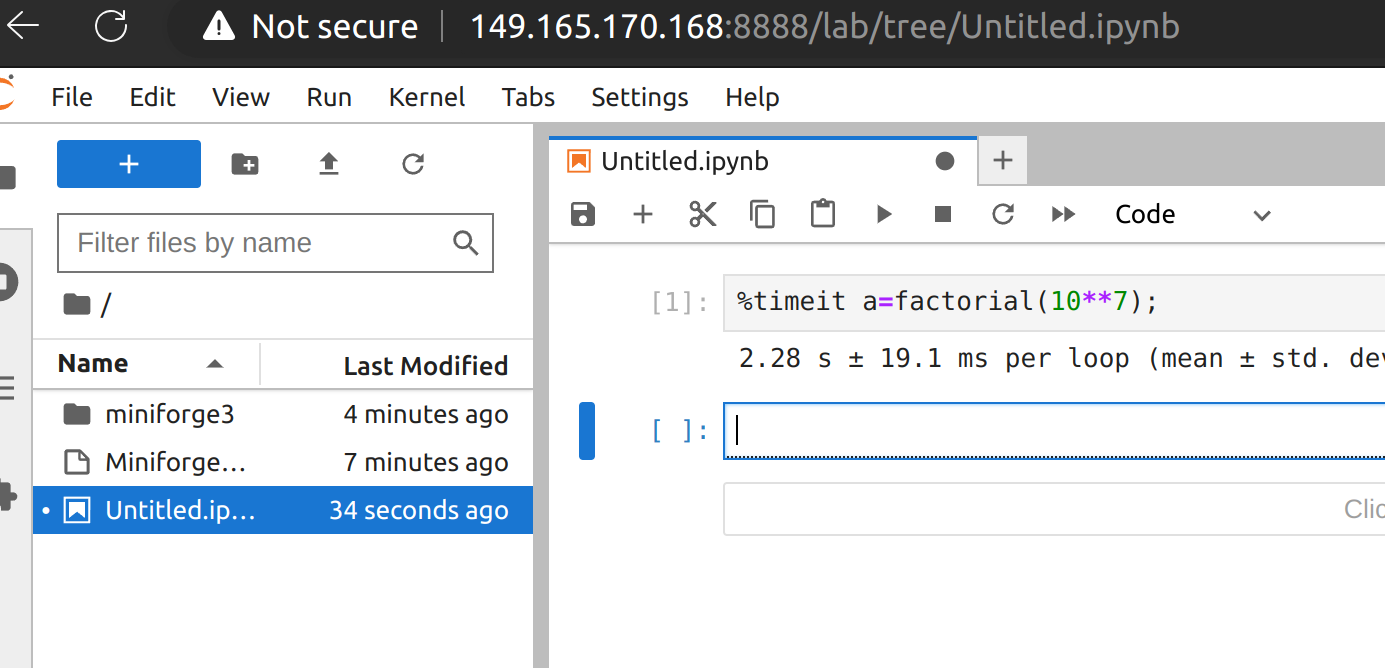 Not secure 149.165.170.168:8888/lab/tree/Untitled.ipynb
File Edit View Run Kernel Tabs Settings Help
Untitled.ipynb
Code
Filter files by name
/
Name Last Modified
miniforge3 4 minutes ago
Miniforge… 7 minutes ago
Untitled.ip… 34 seconds ago
[1]: %timeit a=factorial(10**7);
2.28 s ± 19.1 ms per loop (mean ± std. dev
[ ]:
Clic